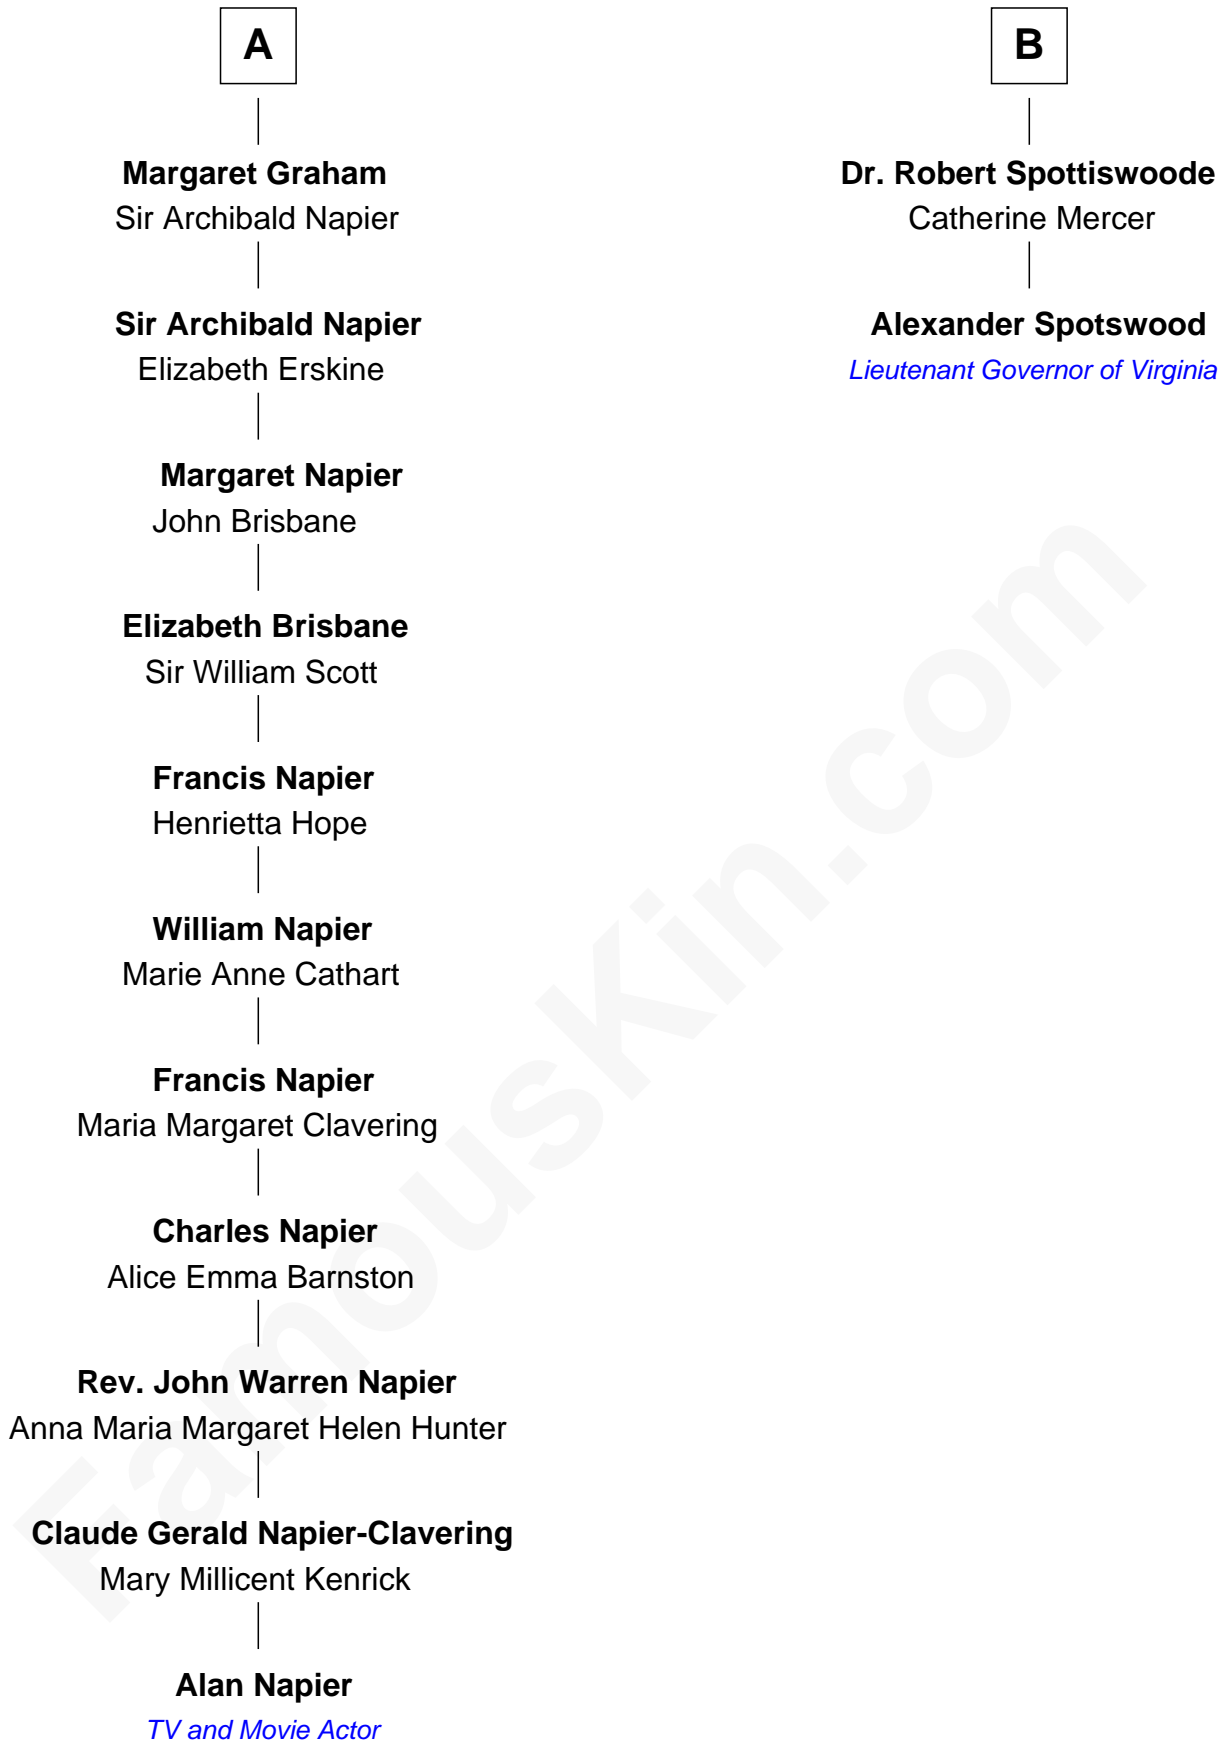 A
Margaret Graham
Sir Archibald Napier
Sir Archibald Napier
Elizabeth Erskine
Margaret Napier
John Brisbane
Elizabeth Brisbane
Sir William Scott
Francis Napier
Henrietta Hope
William Napier
Marie Anne Cathart
Francis Napier
Maria Margaret Clavering
Charles Napier
Alice Emma Barnston
Rev. John Warren Napier
Anna Maria Margaret Helen Hunter
Claude Gerald Napier-Clavering
Mary Millicent Kenrick
Alan Napier
TV and Movie Actor
B
Dr. Robert Spottiswoode
Catherine Mercer
Alexander Spotswood
Lieutenant Governor of Virginia
FamousKin.com